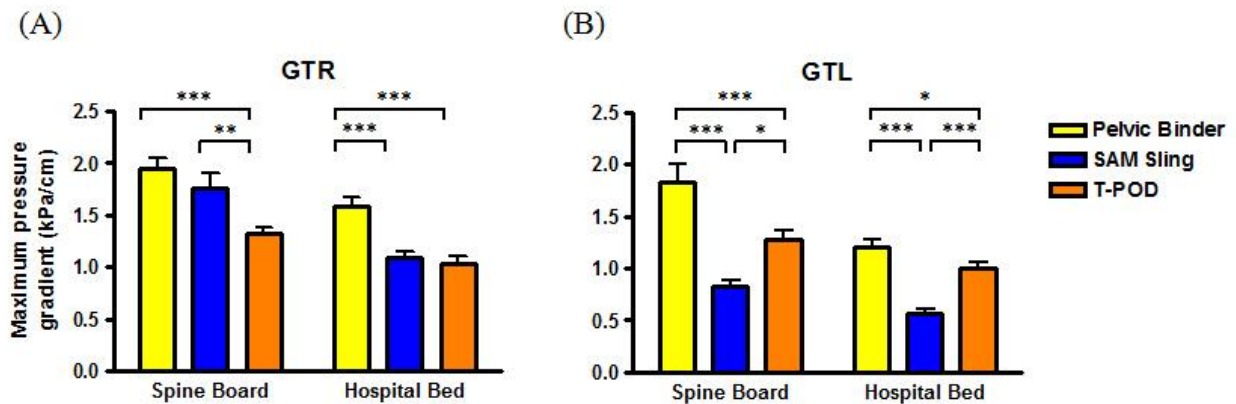 (A)
GTR
Maximum pressure
gradient (kPa/cm)
2.5
2.0
1.5
1.0
0.5
0.0
***
**
***
***
Spine Board
Hospital Bed
(B)
GTL
2.5
2.0
1.5
1.0
0.5
0.0
***
***
*
*
***
***
Spine Board
Hospital Bed
Pelvic Binder
SAM Sling
T-POD